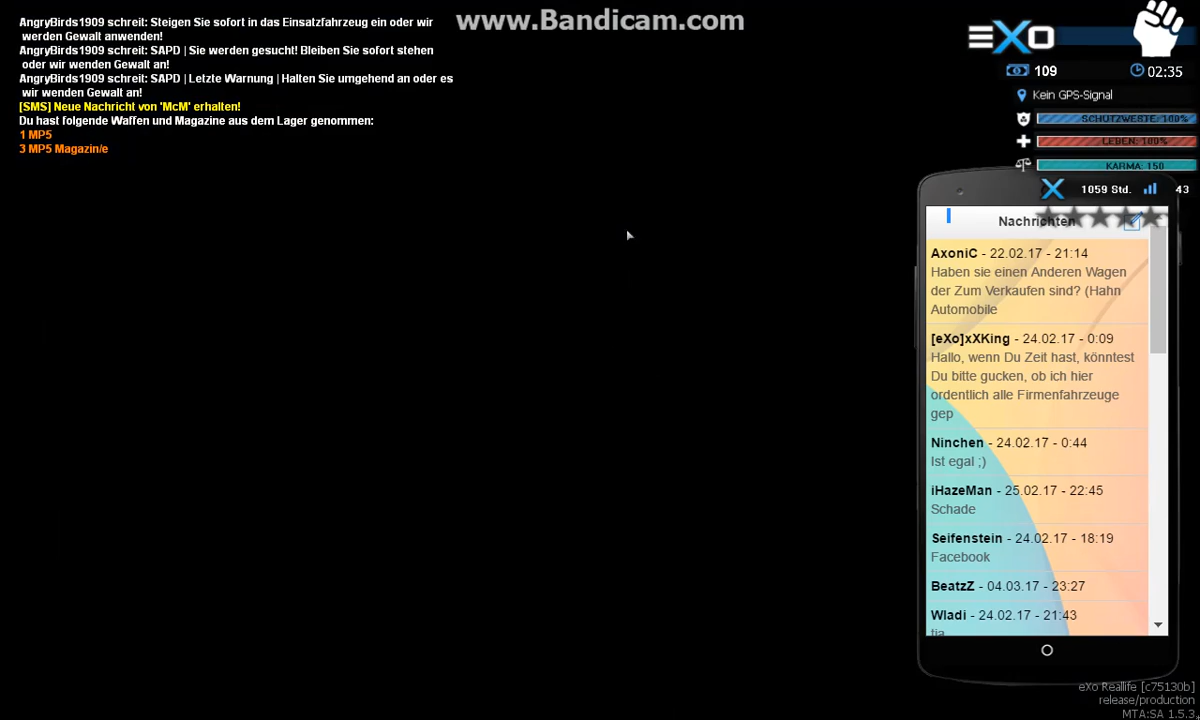 www.Bandicam.com
AngryBirds1909 schreit: Steigen Sie sofort in das Einsatzfahrzeug ein oder wir
werden Gewalt anwenden!
AngryBirds1909 schreit: SAPD | Sie werden gesucht! Bleiben Sie sofort stehen
oder wir wenden Gewalt an!
AngryBirds1909 schreit: SAPD | Letzte Warnung | Halten Sie umgehend an oder es
wir wenden Gewalt an!
[SMS] Neue Nachricht von 'McM' erhalten!
Du hast folgende Waffen und Magazine aus dem Lager genommen:
1 MP5
3 MP5 Magazin/e
eXo
109
02:35
Kein GPS-Signal
SCHUTZWESTE: 100%
LEBEN: 100%
KARMA: 150
1059 Std.
43
Nachrichten
AxoniC - 22.02.17 - 21:14
Haben sie einen Anderen Wagen
der Zum Verkaufen sind? (Hahn
Automobile
[eXo]xXKing - 24.02.17 - 0:09
Hallo, wenn Du Zeit hast, könntest
Du bitte gucken, ob ich hier
ordentlich alle Firmenfahrzeuge
gep
Ninchen - 24.02.17 - 0:44
Ist egal ;)
iHazeMan - 25.02.17 - 22:45
Schade
Seifenstein - 24.02.17 - 18:19
Facebook
BeatzZ - 04.03.17 - 23:27
Wladi - 24.02.17 - 21:43
eXo Reallife [c75130b]
release/production
MTA:SA 1.5.3